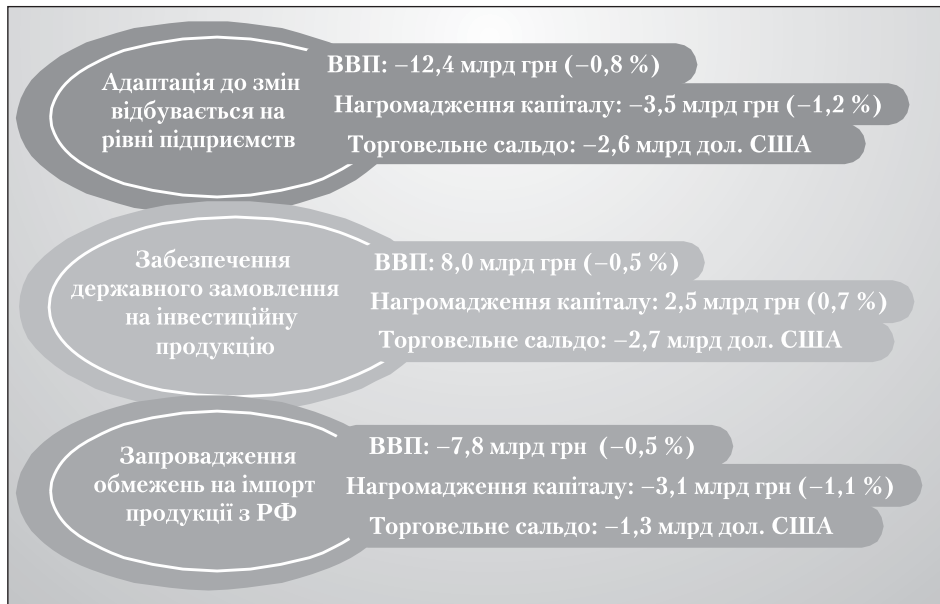 Адаптація до змін
відбувається на
рівні підприємств
ВВП: −12,4 млрд грн (−0,8 %)
Нагромадження капіталу: −3,5 млрд грн (−1,2 %)
Торговельне сальдо: −2,6 млрд дол. США
Забезпечення
державного замовлення
на інвестиційну
продукцію
ВВП: 8,0 млрд грн (−0,5 %)
Нагромадження капіталу: 2,5 млрд грн (0,7 %)
Торговельне сальдо: −2,7 млрд дол. США
Запровадження
обмежень на імпорт
продукції з РФ
ВВП: −7,8 млрд грн (−0,5 %)
Нагромадження капіталу: −3,1 млрд грн (−1,1 %)
Торговельне сальдо: −1,3 млрд дол. США